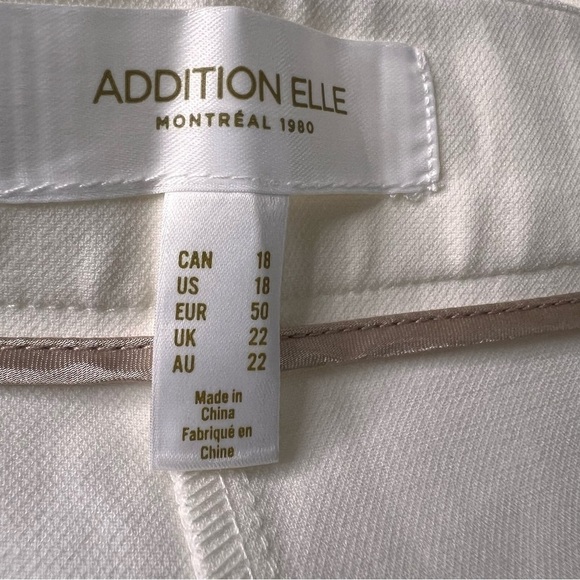 ADDITION ELLE
MONTRÉAL 1980
CAN 18
US 18
EUR 50
UK 22
AU 22
Made in
China
Fabriqué en
Chine